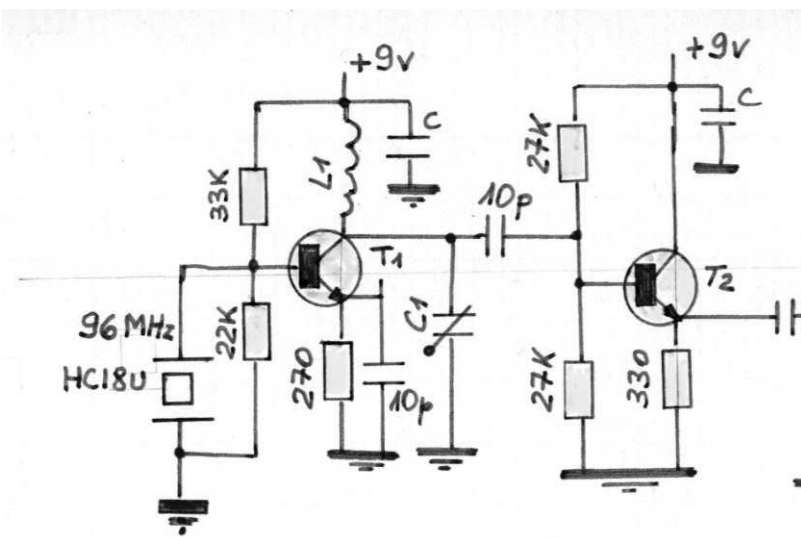 +9v
+9v
C
C
L1
27K
33K
10p
T1
T2
C1
96 MHz
22K
HC18U
270
10p
27K
330